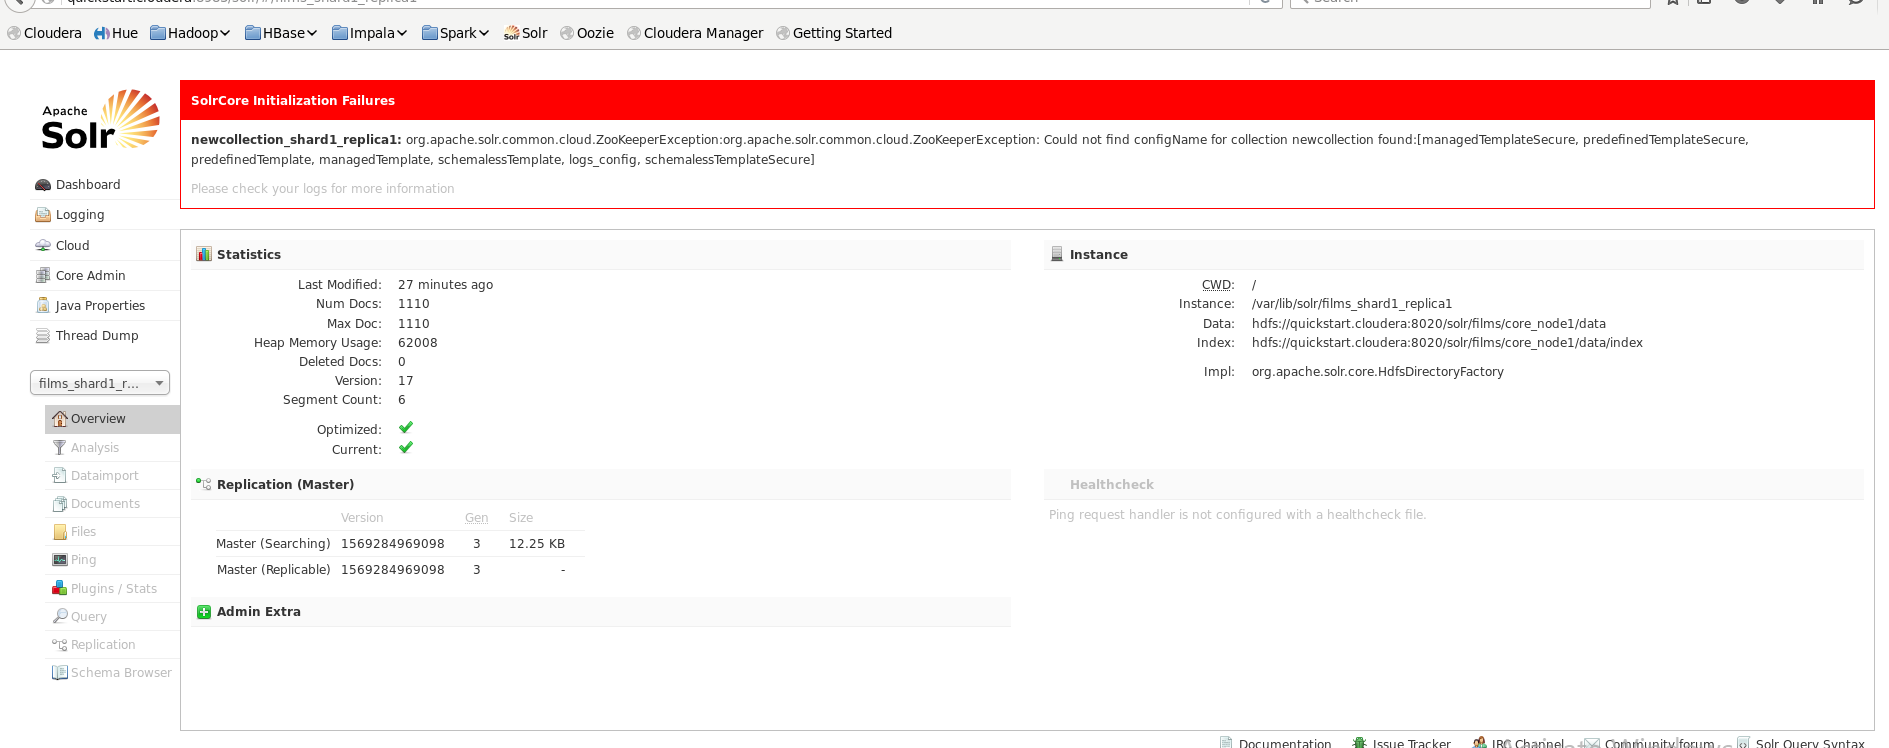 Search
Cloudera Hue Hadoop HBase Impala Spark Solr Oozie Cloudera Manager Getting Started
Apache
Solr
Dashboard
Logging
Cloud
Core Admin
Java Properties
Thread Dump
films_shard1_r...
Overview
Analysis
Dataimport
Documents
Files
Ping
Plugins / Stats
Query
Replication
Schema Browser
SolrCore Initialization Failures
newcollection_shard1_replica1: org.apache.solr.common.cloud.ZooKeeperException:org.apache.solr.common.cloud.ZooKeeperException: Could not find configName for collection newcollection found:[managedTemplateSecure, predefinedTemplateSecure,
predefinedTemplate, managedTemplate, schemalessTemplate, logs_config, schemalessTemplateSecure]
Please check your logs for more information
Statistics
Last Modified: 27 minutes ago
Num Docs: 1110
Max Doc: 1110
Heap Memory Usage: 62008
Deleted Docs: 0
Version: 17
Segment Count: 6
Optimized:
Current:
Instance
CWD: /
Instance: /var/lib/solr/films_shard1_replica1
Data: hdfs://quickstart.cloudera:8020/solr/films/core_node1/data
Index: hdfs://quickstart.cloudera:8020/solr/films/core_node1/data/index
Impl: org.apache.solr.core.HdfsDirectoryFactory
Replication (Master)
Version Gen Size
Master (Searching) 1569284969098 3 12.25 KB
Master (Replicable) 1569284969098 3 -
Healthcheck
Ping request handler is not configured with a healthcheck file.
Admin Extra
Documentation Issue Tracker IRC Channel Community forum Solr Query Syntax